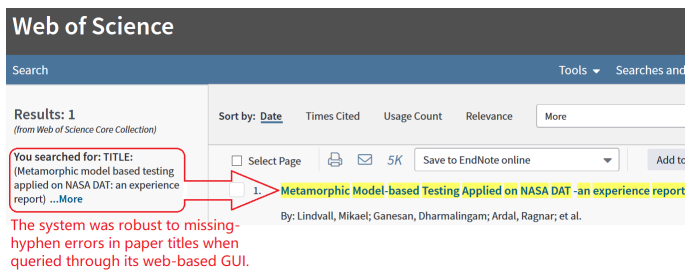 Web of Science
Search
Tools
Searches and
Results: 1
(from Web of Science Core Collection)
Sort by: Date Times Cited Usage Count Relevance More
You searched for: TITLE:
(Metamorphic model based testing
applied on NASA DAT: an experience
report) ...More
Select Page 5K Save to EndNote online Add to
1. Metamorphic Model-based Testing Applied on NASA DAT -an experience report
By: Lindvall, Mikael; Ganesan, Dharmalingam; Ardal, Ragnar; et al.
The system was robust to missing-
hyphen errors in paper titles when
queried through its web-based GUI.